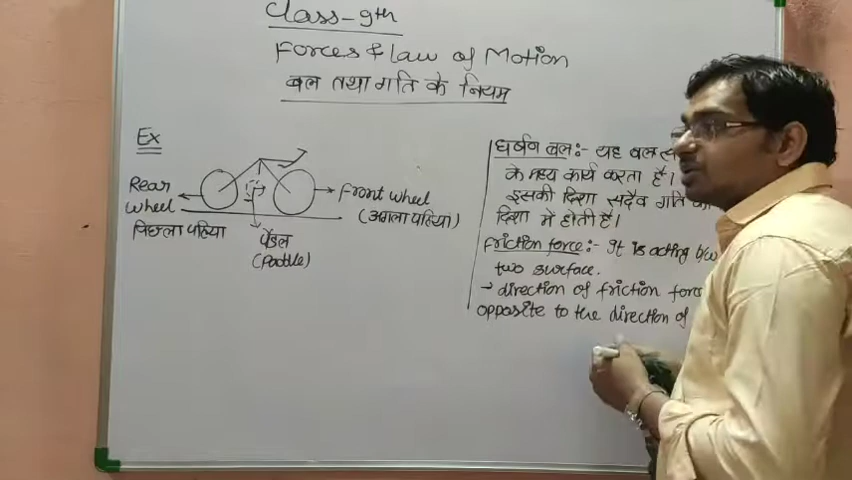 Class-9th
Forces & law of Motion
बल तथा गति के नियम
Ex
Rear
wheel
पिछला पहिया
Front wheel
(अगला पहिया)
पैडल
(Paddle)
घर्षण बल:- यह बल
के मध्य कार्य करता है।
इसकी दिशा सदैव गति
दिशा में होती है।
Friction force:- It is acting b/w
two surface.
→ direction of friction
opposite to the direction of